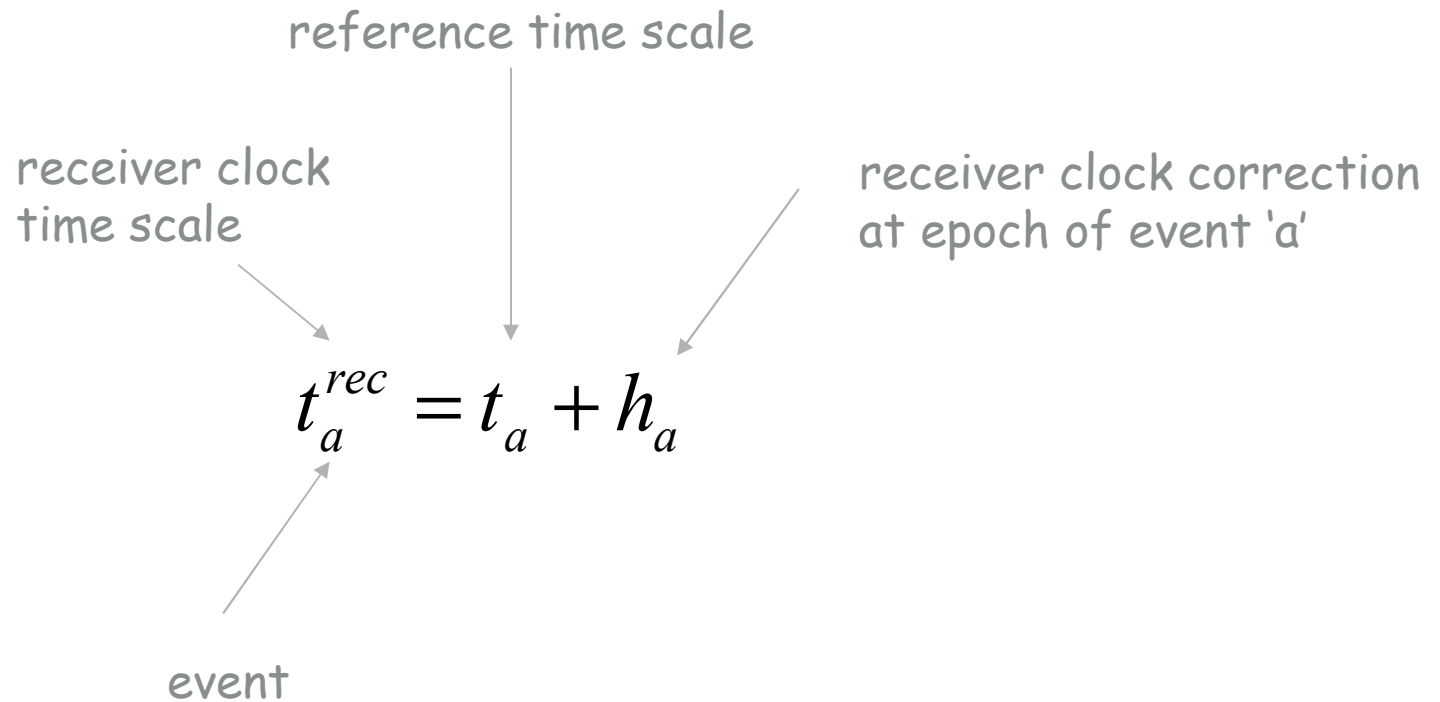 reference time scale
receiver clock
time scale
receiver clock correction
at epoch of event ‘a’
t_a^{rec} = t_a + h_a
event